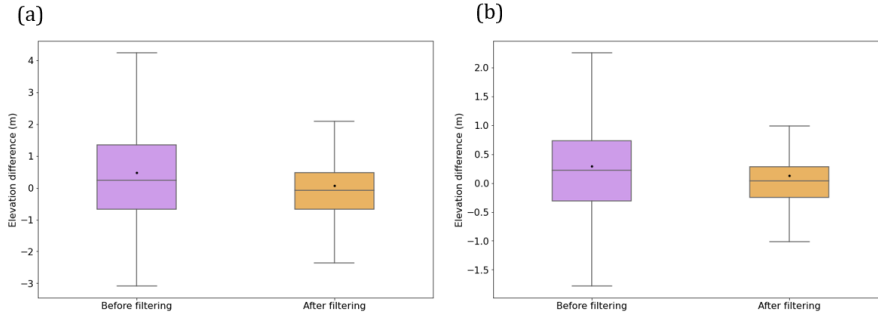 (a)
Elevation difference (m)
4
3
2
1
0
−1
−2
−3
Before filtering
After filtering
(b)
Elevation difference (m)
2.0
1.5
1.0
0.5
0.0
−0.5
−1.0
−1.5
Before filtering
After filtering